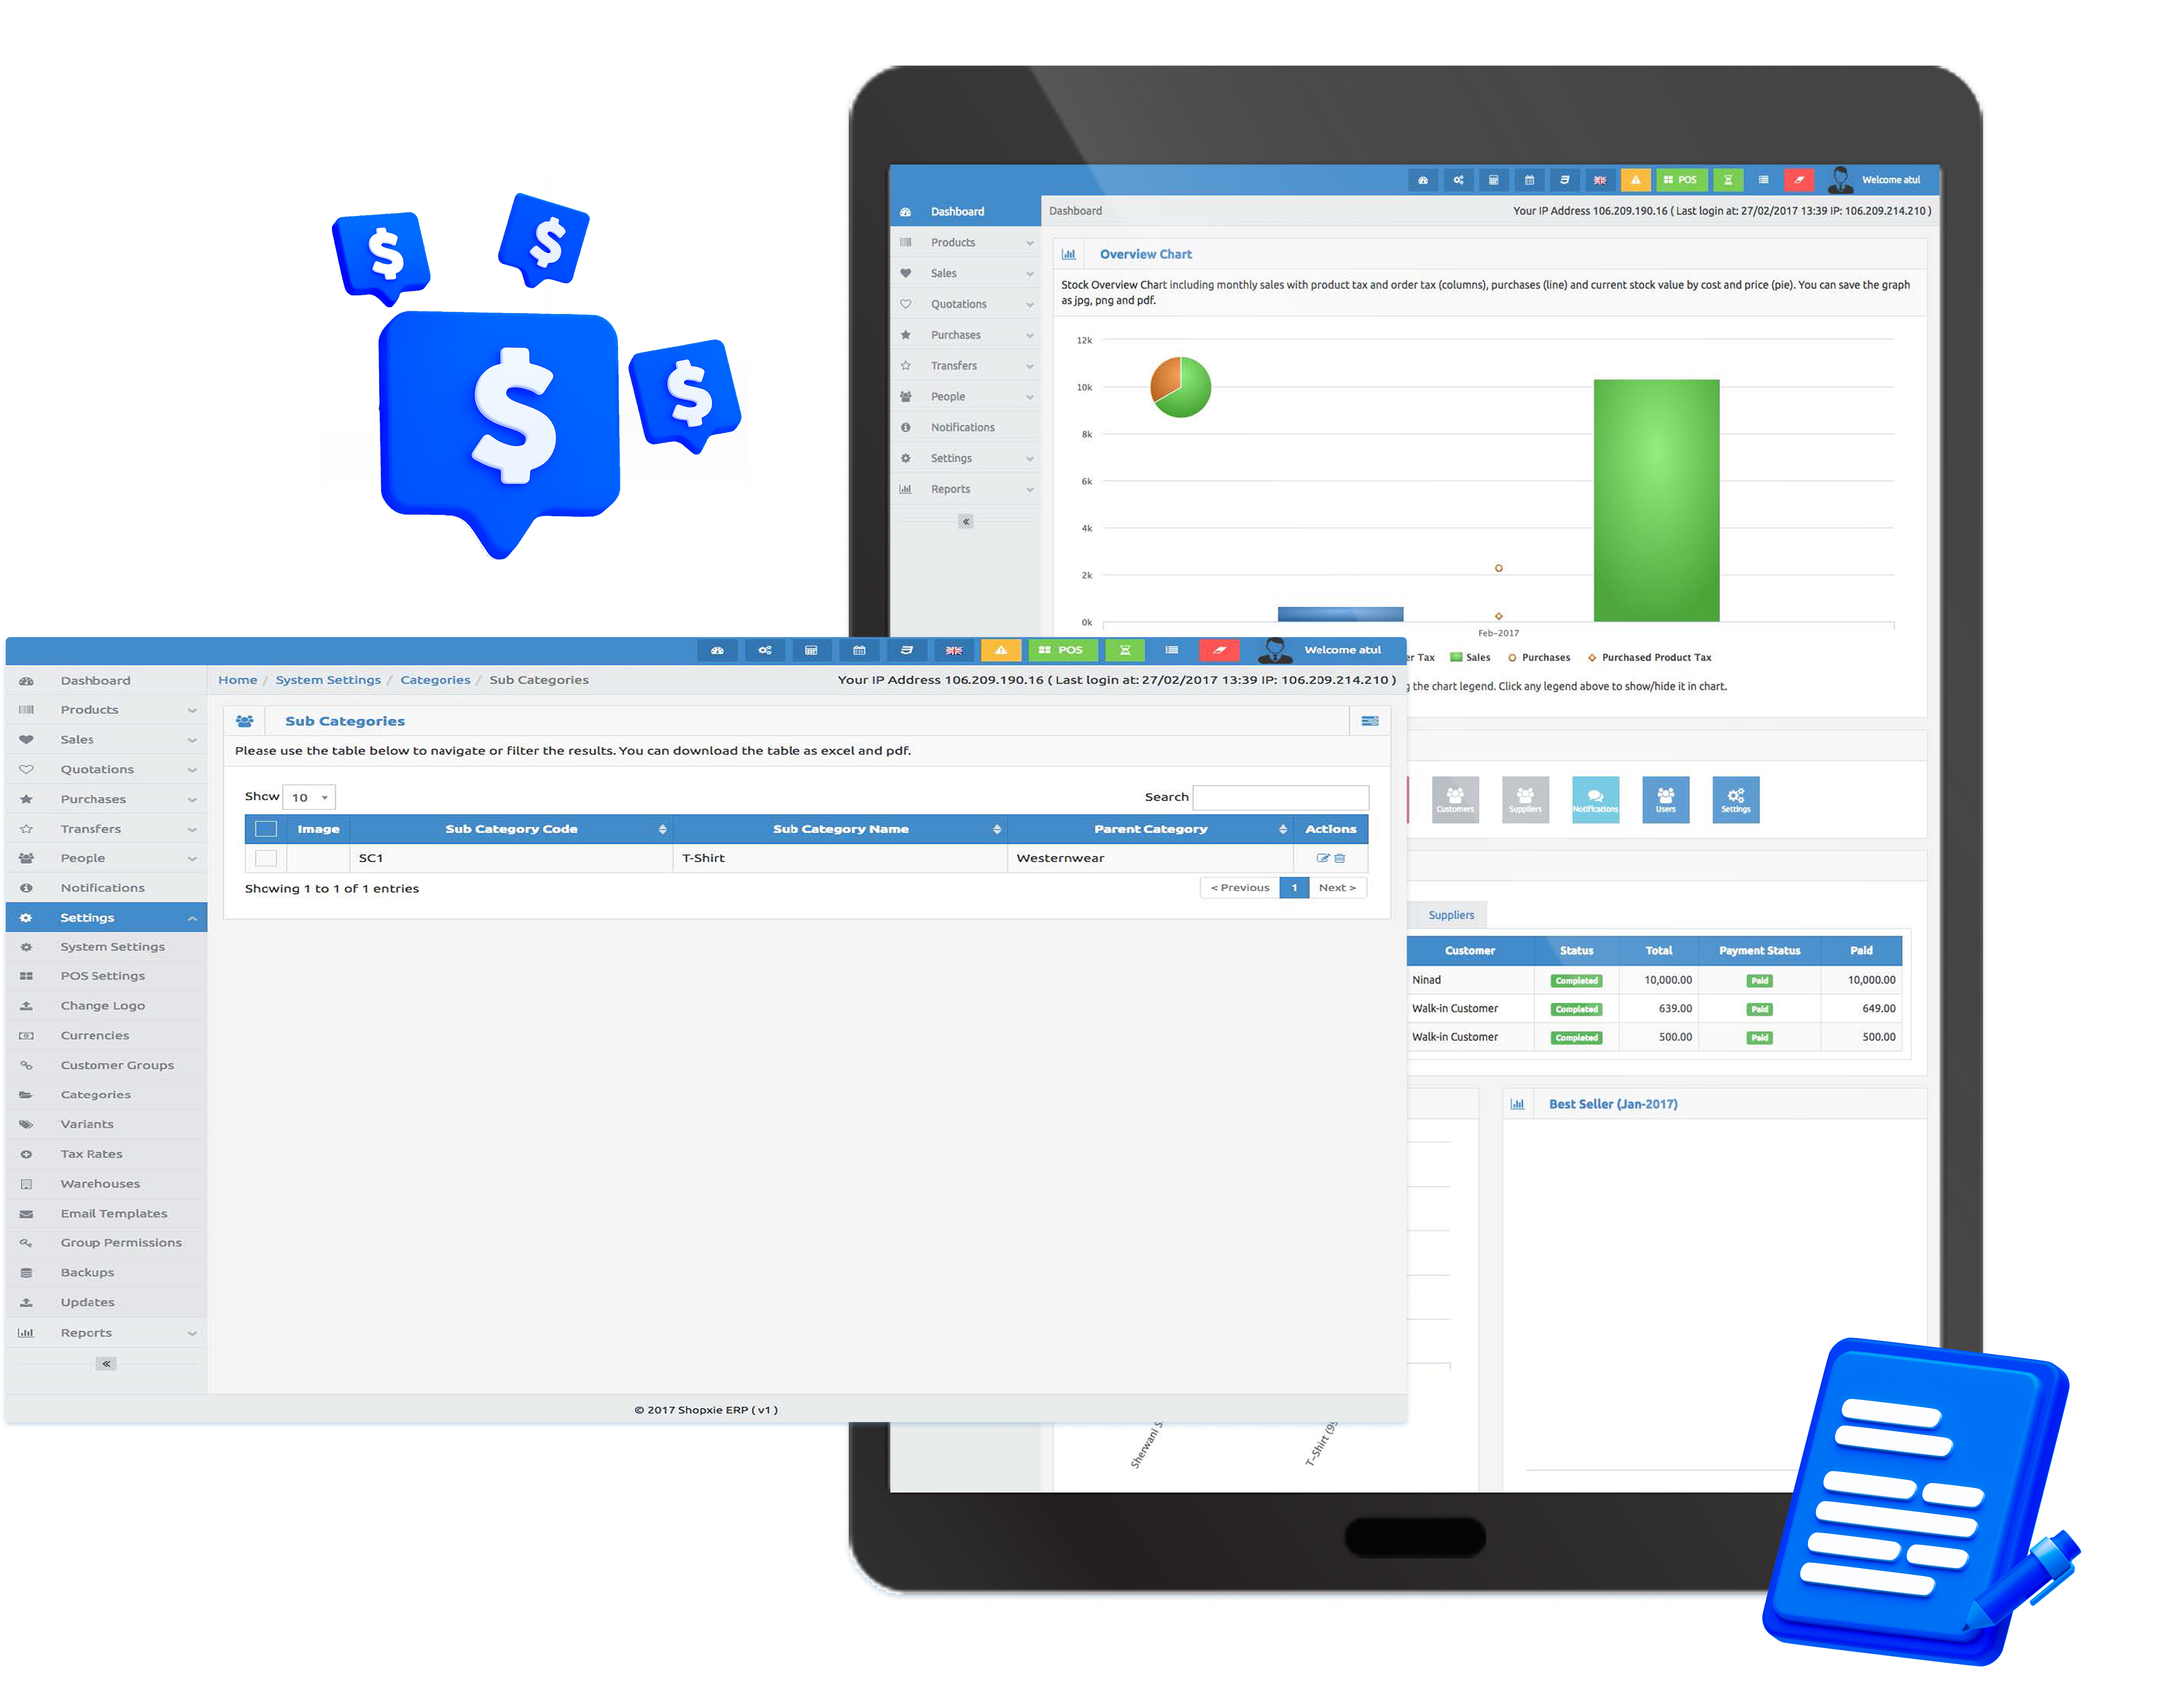 $
$
$
$
POS
Welcome atul
Dashboard
Products
Sales
Quotations
Purchases
Transfers
People
Notifications
Settings
Reports
«
Dashboard
Your IP Address 106.209.190.16 ( Last login at: 27/02/2017 13:39 IP: 106.209.214.210 )
Overview Chart
Stock Overview Chart including monthly sales with product tax and order tax (columns), purchases (line) and current stock value by cost and price (pie). You can save the graph
as jpg, png and pdf.
12k
10k
8k
6k
4k
2k
0k
Feb-2017
er Tax Sales Purchases Purchased Product Tax
g the chart legend. Click any legend above to show/hide it in chart.
Customers Suppliers Notifications Users Settings
Suppliers
Customer Status Total Payment Status Paid
Ninad Completed 10,000.00 Paid 10,000.00
Walk-in Customer Completed 639.00 Paid 649.00
Walk-in Customer Completed 500.00 Paid 500.00
Best Seller (Jan-2017)
Sherwani S
T-Shirt (99
POS
Welcome atul
Dashboard
Products
Sales
Quotations
Purchases
Transfers
People
Notifications
Settings
System Settings
POS Settings
Change Logo
Currencies
Customer Groups
Categories
Variants
Tax Rates
Warehouses
Email Templates
Group Permissions
Backups
Updates
Reports
«
Home / System Settings / Categories / Sub Categories
Your IP Address 106.209.190.16 ( Last login at: 27/02/2017 13:39 IP: 106.209.214.210 )
Sub Categories
Please use the table below to navigate or filter the results. You can download the table as excel and pdf.
Show 10
Search
Image Sub Category Code Sub Category Name Parent Category Actions
SC1 T-Shirt Westernwear
Showing 1 to 1 of 1 entries
< Previous 1 Next >
© 2017 Shopxie ERP ( v1 )